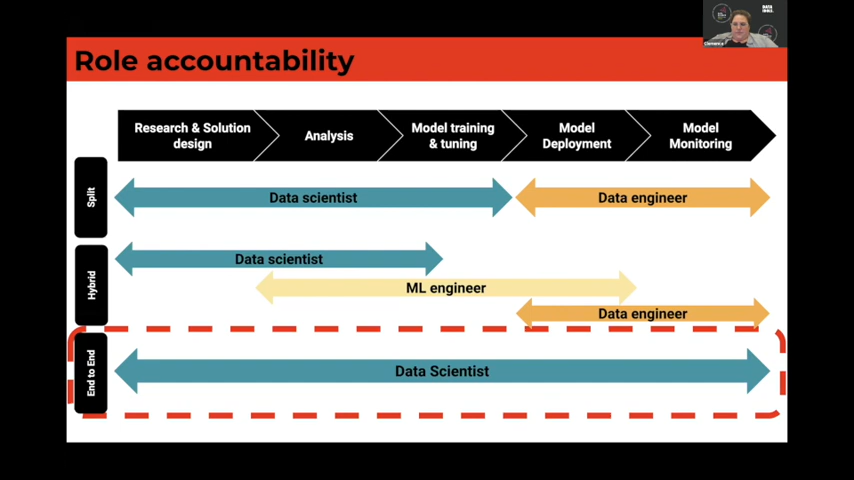 DATA
Role accountability
Research & Solution
design
Analysis
Model training
& tuning
Model
Deployment
Model
Monitoring
Split
Data scientist
Data engineer
Hybrid
Data scientist
ML engineer
Data engineer
End to End
Data Scientist